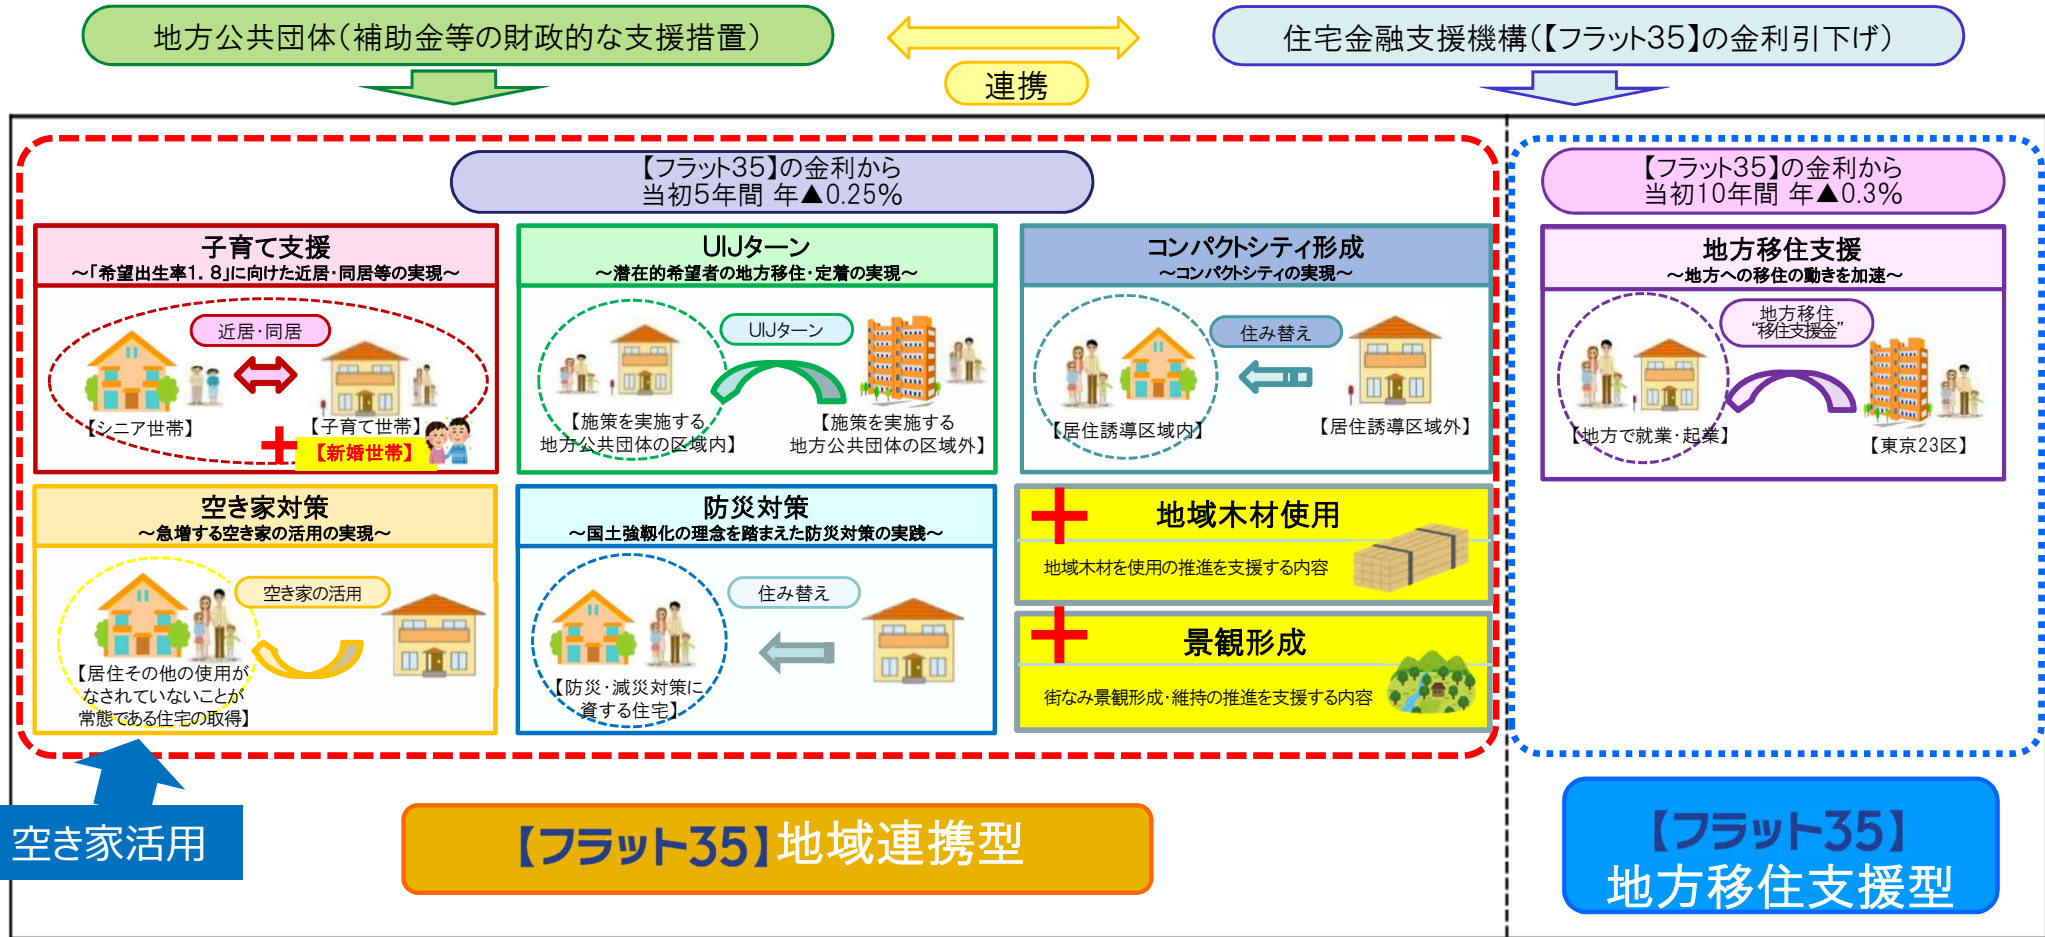 地方公共団体(補助金等の財政的な支援措置)
連携
住宅金融支援機構(【フラット35】の金利引下げ)
【フラット35】の金利から
当初5年間 年▲0.25%
【フラット35】の金利から
当初10年間 年▲0.3%
子育て支援
～「希望出生率1.8」に向けた近居・同居等の実現～
近居・同居
【シニア世帯】
【子育て世帯】
+
【新婚世帯】
UIJターン
～潜在的希望者の地方移住・定着の実現～
UIJターン
【施策を実施する
地方公共団体の区域内】
【施策を実施する
地方公共団体の区域外】
コンパクトシティ形成
～コンパクトシティの実現～
住み替え
【居住誘導区域内】
【居住誘導区域外】
地方移住支援
～地方への移住の動きを加速～
地方移住
“移住支援金”
【地方で就業・起業】
【東京23区】
空き家対策
～急増する空き家の活用の実現～
空き家の活用
【居住その他の使用が
なされていないことが
常態である住宅の取得】
防災対策
～国土強靱化の理念を踏まえた防災対策の実践～
住み替え
【防災・減災対策に
資する住宅】
+ 地域木材使用
地域木材を使用の推進を支援する内容
+ 景観形成
街なみ景観形成・維持の推進を支援する内容
空き家活用
【フラット35】地域連携型
【フラット35】
地方移住支援型